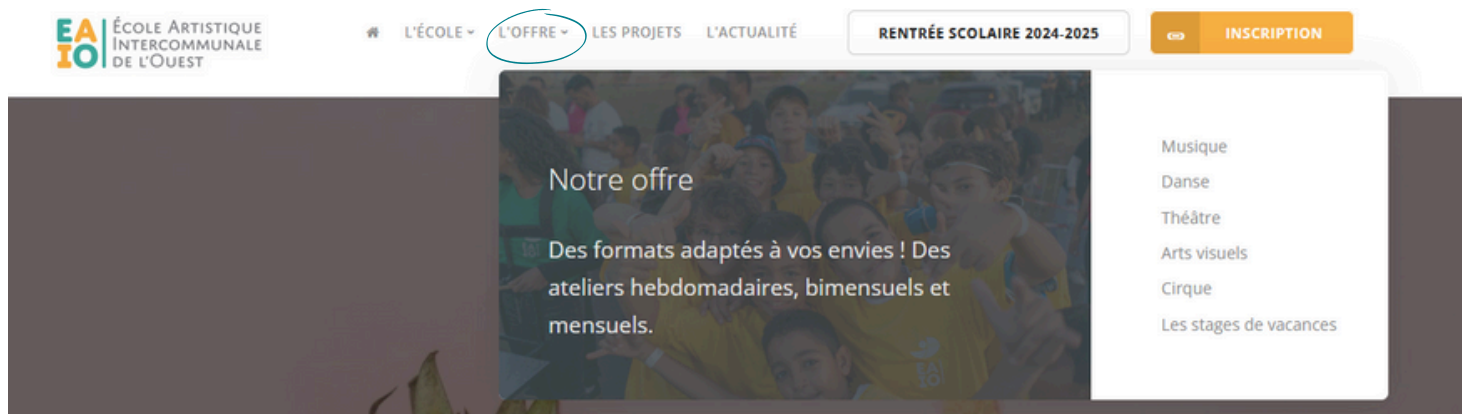 EA
IO
École Artistique
Intercommunale
de l'Ouest
L'ÉCOLE
L'OFFRE
LES PROJETS
L'ACTUALITÉ
RENTRÉE SCOLAIRE 2024-2025
INSCRIPTION
Notre offre
Des formats adaptés à vos envies ! Des
ateliers hebdomadaires, bimensuels et
mensuels.
Musique
Danse
Théâtre
Arts visuels
Cirque
Les stages de vacances